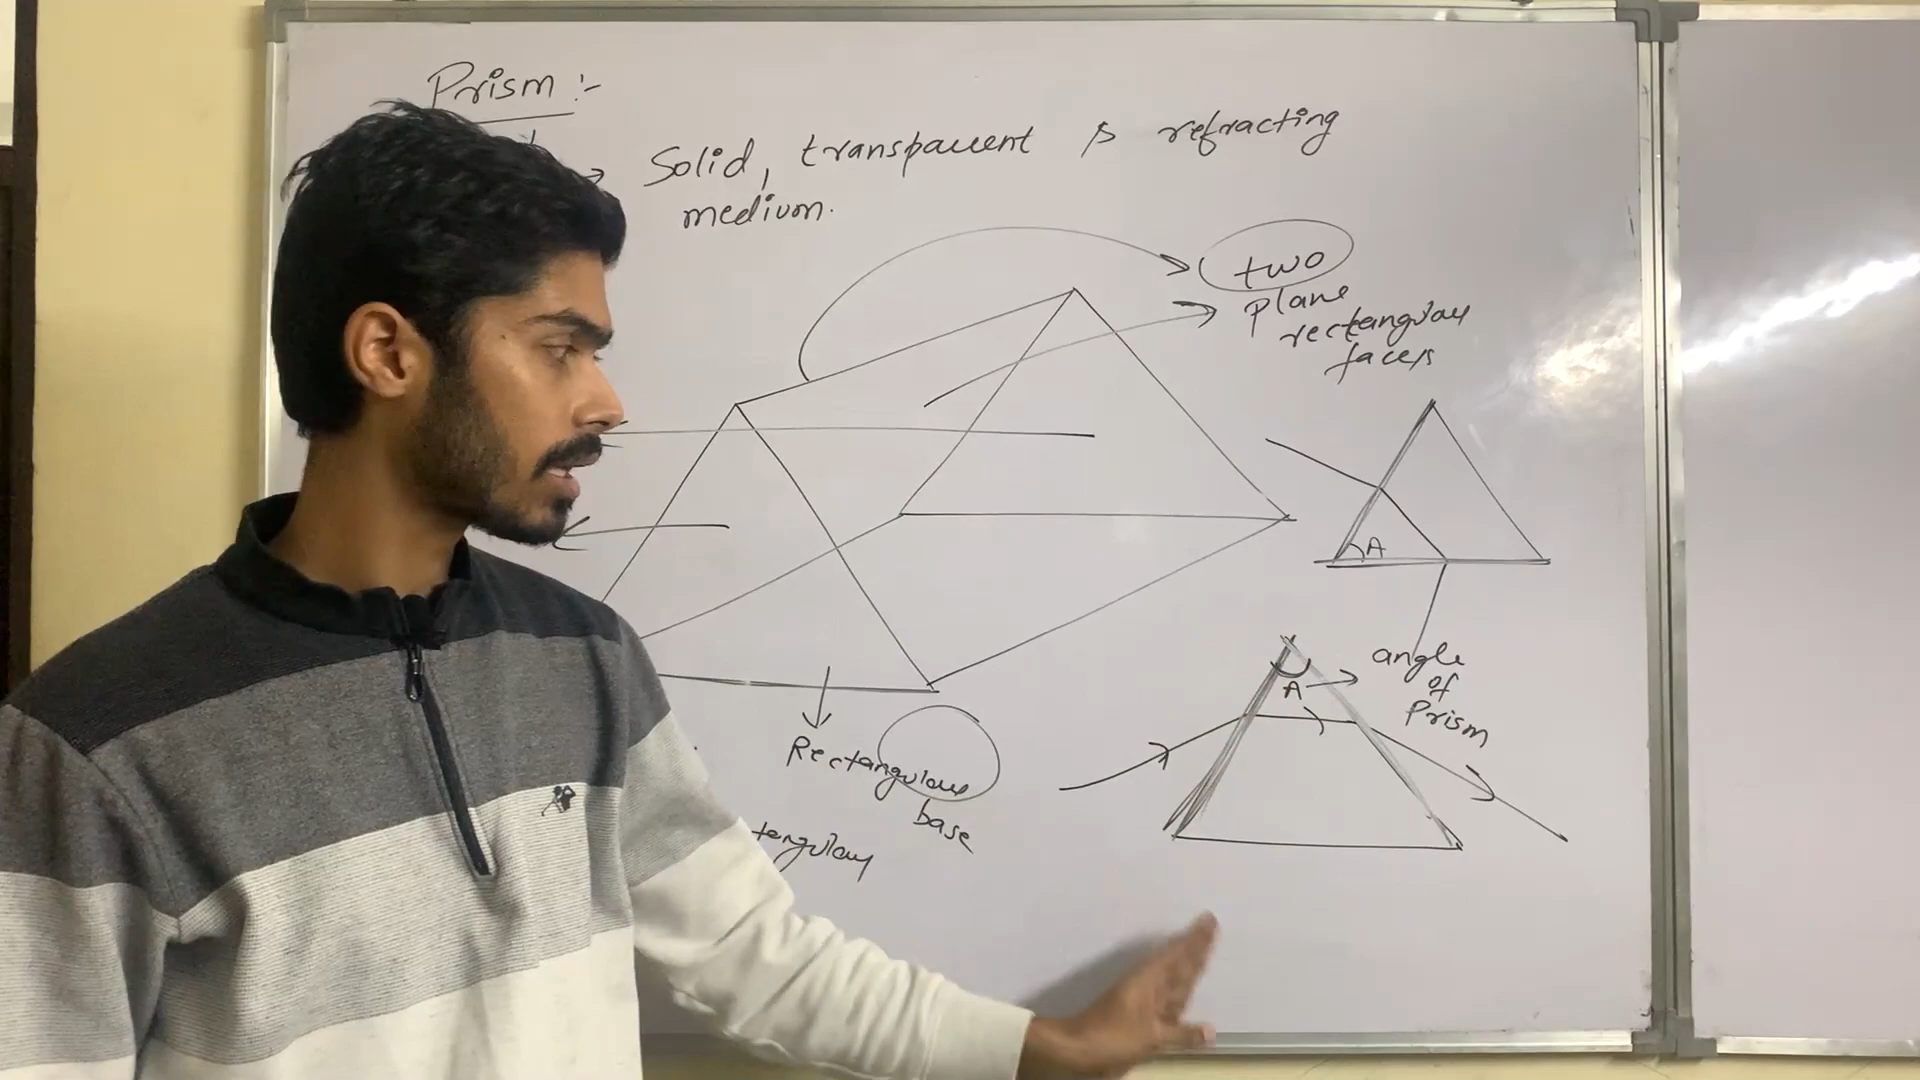 Prism :-
Solid, transparent & refracting
medium.
two
plane
rectangular
faces
A
angle
of
Prism
A
Rectangular
base
tangular